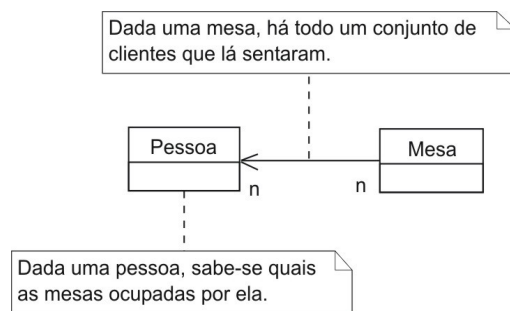 Dada uma mesa, há todo um conjunto de
clientes que lá sentaram.
Pessoa
Mesa
n
n
Dada uma pessoa, sabe-se quais
as mesas ocupadas por ela.